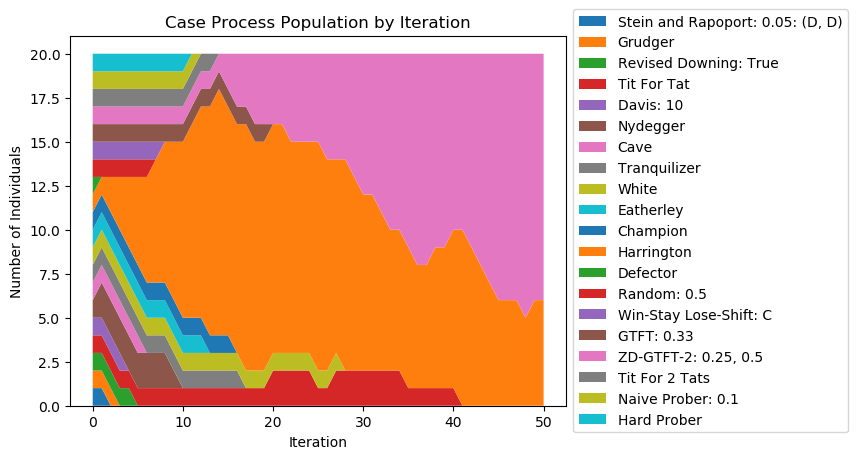 Case Process Population by Iteration
Number of Individuals
20.0
17.5
15.0
12.5
10.0
7.5
5.0
2.5
0.0
0
10
20
30
40
50
Iteration
Stein and Rapoport: 0.05: (D, D)
Grudger
Revised Downing: True
Tit For Tat
Davis: 10
Nydegger
Cave
Tranquilizer
White
Eatherley
Champion
Harrington
Defector
Random: 0.5
Win-Stay Lose-Shift: C
GTFT: 0.33
ZD-GTFT-2: 0.25, 0.5
Tit For 2 Tats
Naive Prober: 0.1
Hard Prober